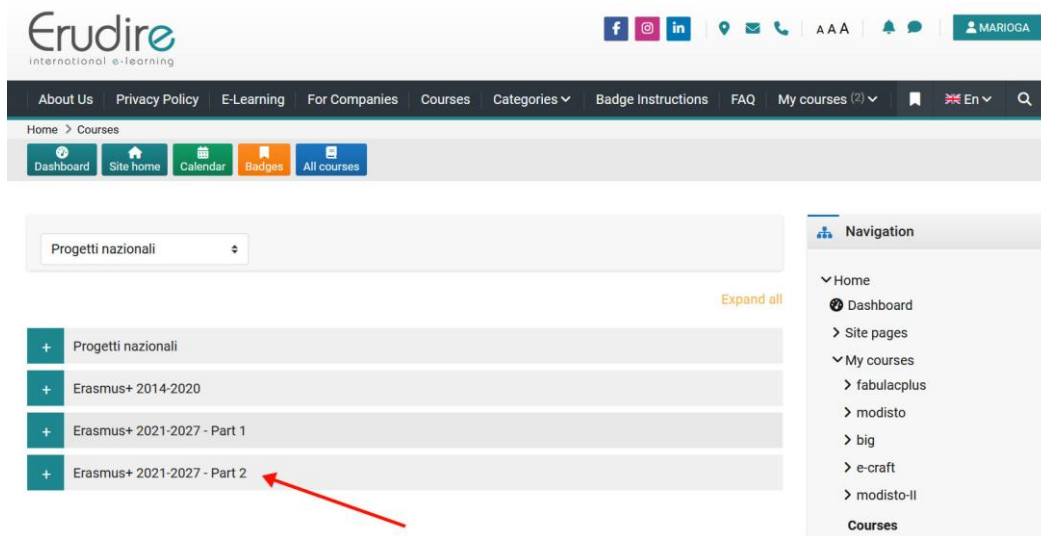 Erudire
international e-learning
A A A
MARIOGA
About Us Privacy Policy E-Learning For Companies Courses Categories Badge Instructions FAQ My courses (2) En
Home > Courses
Dashboard Site home Calendar Badges All courses
Progetti nazionali
Expand all
Progetti nazionali
Erasmus+ 2014-2020
Erasmus+ 2021-2027 - Part 1
Erasmus+ 2021-2027 - Part 2
Navigation
Home
Dashboard
Site pages
My courses
fabulacplus
modisto
big
e-craft
modisto-II
Courses